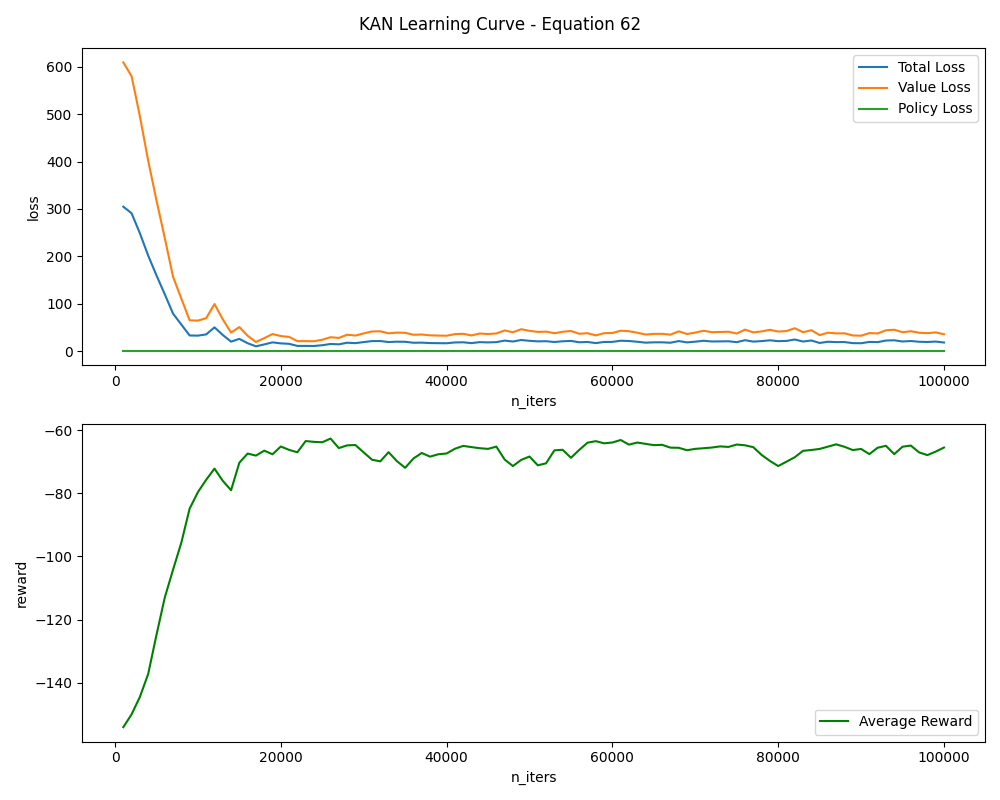 KAN Learning Curve - Equation 62
600
500
400
300
200
100
0
loss
Total Loss
Value Loss
Policy Loss
0 20000 40000 60000 80000 100000
n_iters
−60
−80
−100
−120
−140
reward
Average Reward
0 20000 40000 60000 80000 100000
n_iters